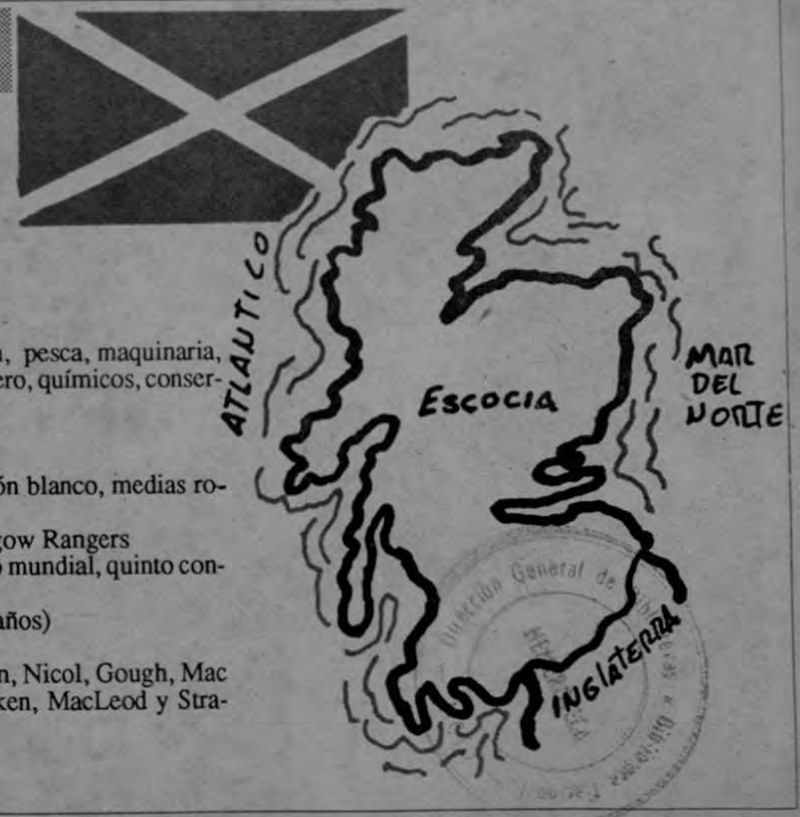 pesca, maquinaria,
ero, químicos, conser-
ón blanco, medias ro-
gow Rangers
o mundial, quinto con-
años)
n, Nicol, Gough, Mac
ken, MacLeod y Stra-
ATLANTICO
ESCOCIA
MAR
DEL
NORTE
INGLATERRA
Dirección General de